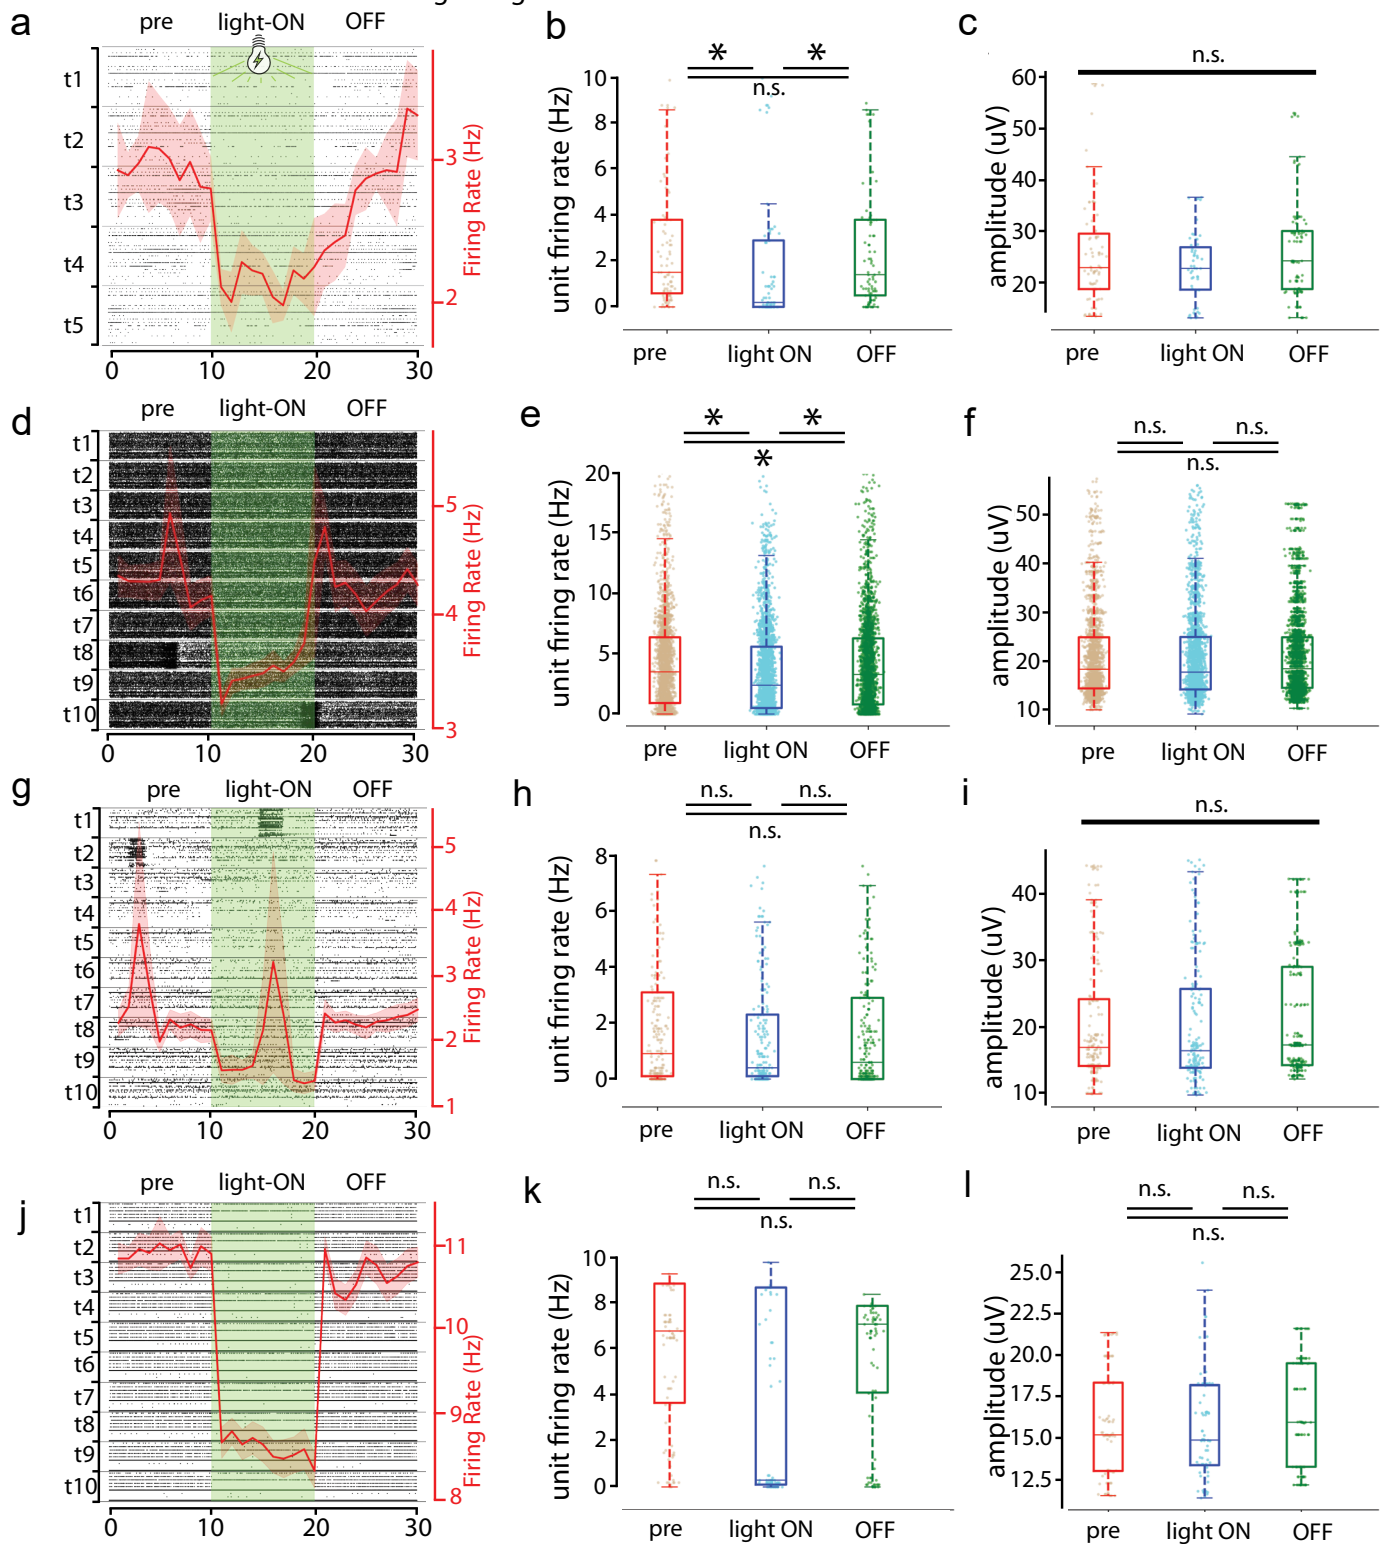 a
pre light-ON OFF
t1
t2
t3
t4
t5
0 10 20 30
3
2
Firing Rate (Hz)
b
* *
n.s.
10
8
6
4
2
0
unit firing rate (Hz)
pre light ON OFF
c
n.s.
60
50
40
30
20
amplitude (uV)
pre light ON OFF
d
pre light-ON OFF
t1
t2
t3
t4
t5
t6
t7
t8
t9
t10
0 10 20 30
5
4
3
Firing Rate (Hz)
e
* *
*
20
15
10
5
0
unit firing rate (Hz)
pre light ON OFF
f
n.s. n.s.
n.s.
50
40
30
20
10
amplitude (uV)
pre light ON OFF
g
pre light-ON OFF
t1
t2
t3
t4
t5
t6
t7
t8
t9
t10
0 10 20 30
5
4
3
2
1
Firing Rate (Hz)
h
n.s. n.s.
n.s.
8
6
4
2
0
unit firing rate (Hz)
pre light ON OFF
i
n.s.
40
30
20
10
amplitude (uV)
pre light ON OFF
j
pre light-ON OFF
t1
t2
t3
t4
t5
t6
t7
t8
t9
t10
0 10 20 30
11
10
9
8
Firing Rate (Hz)
k
n.s. n.s.
n.s.
10
8
6
4
2
0
unit firing rate (Hz)
pre light ON OFF
l
n.s. n.s.
n.s.
25.0
22.5
20.0
17.5
15.0
12.5
amplitude (uV)
pre light ON OFF